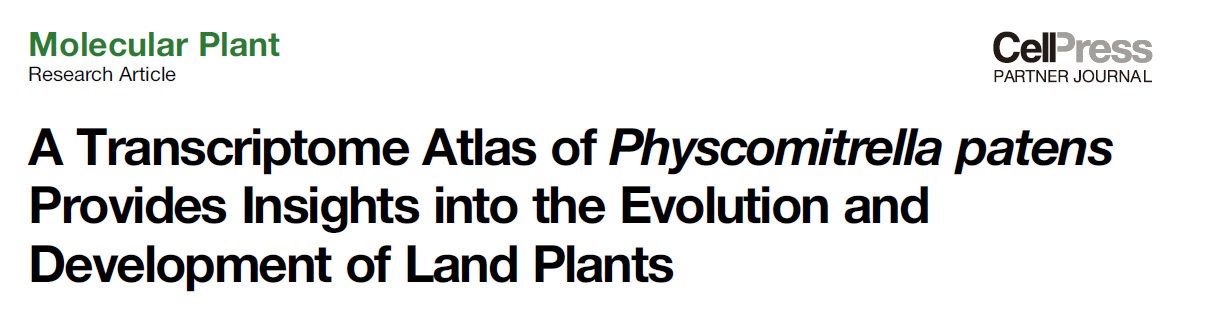 Molecular Plant
Research Article
CellPress
PARTNER JOURNAL
A Transcriptome Atlas of Physcomitrella patens
Provides Insights into the Evolution and
Development of Land Plants